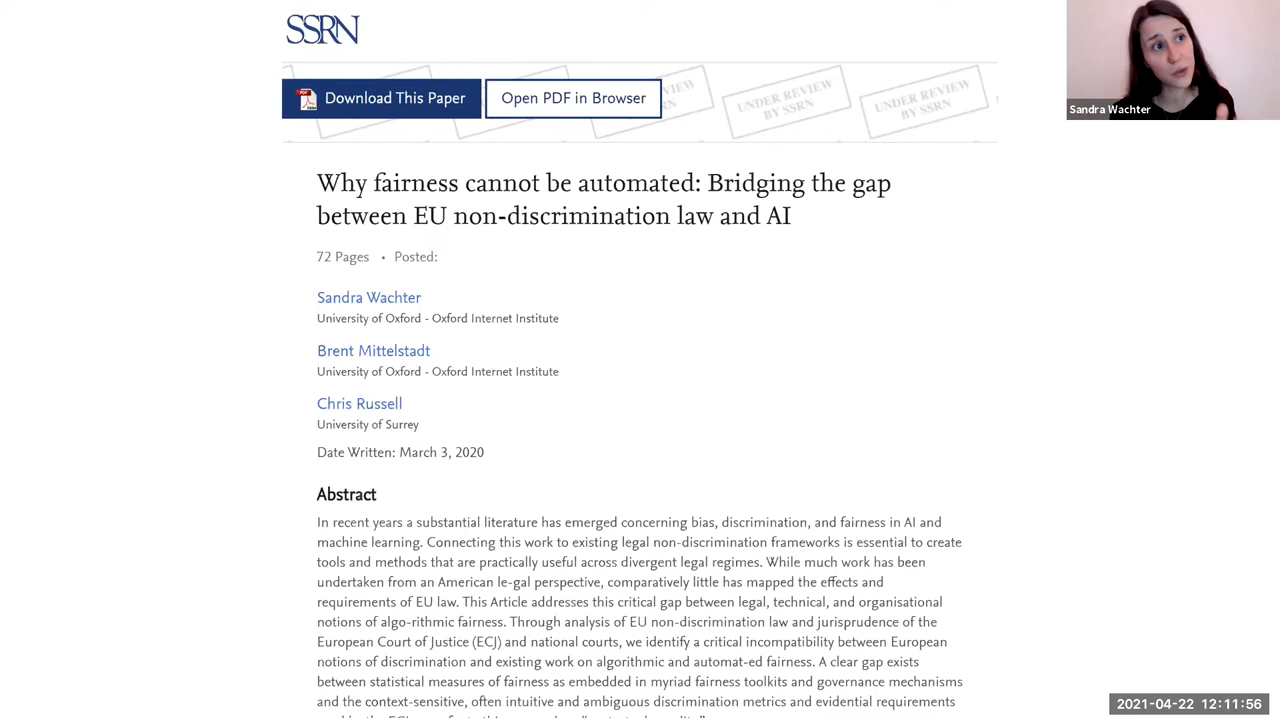 SSRN
Download This Paper
Open PDF in Browser
UNDER REVIEW
BY SSRN
UNDER REVIEW
BY SSRN
Sandra Wachter
Why fairness cannot be automated: Bridging the gap
between EU non-discrimination law and AI
72 Pages • Posted:
Sandra Wachter
University of Oxford - Oxford Internet Institute
Brent Mittelstadt
University of Oxford - Oxford Internet Institute
Chris Russell
University of Surrey
Date Written: March 3, 2020
Abstract
In recent years a substantial literature has emerged concerning bias, discrimination, and fairness in AI and
machine learning. Connecting this work to existing legal non-discrimination frameworks is essential to create
tools and methods that are practically useful across divergent legal regimes. While much work has been
undertaken from an American le-gal perspective, comparatively little has mapped the effects and
requirements of EU law. This Article addresses this critical gap between legal, technical, and organisational
notions of algo-rithmic fairness. Through analysis of EU non-discrimination law and jurisprudence of the
European Court of Justice (ECJ) and national courts, we identify a critical incompatibility between European
notions of discrimination and existing work on algorithmic and automat-ed fairness. A clear gap exists
between statistical measures of fairness as embedded in myriad fairness toolkits and governance mechanisms
and the context-sensitive, often intuitive and ambiguous discrimination metrics and evidential requirements
2021-04-22 12:11:56